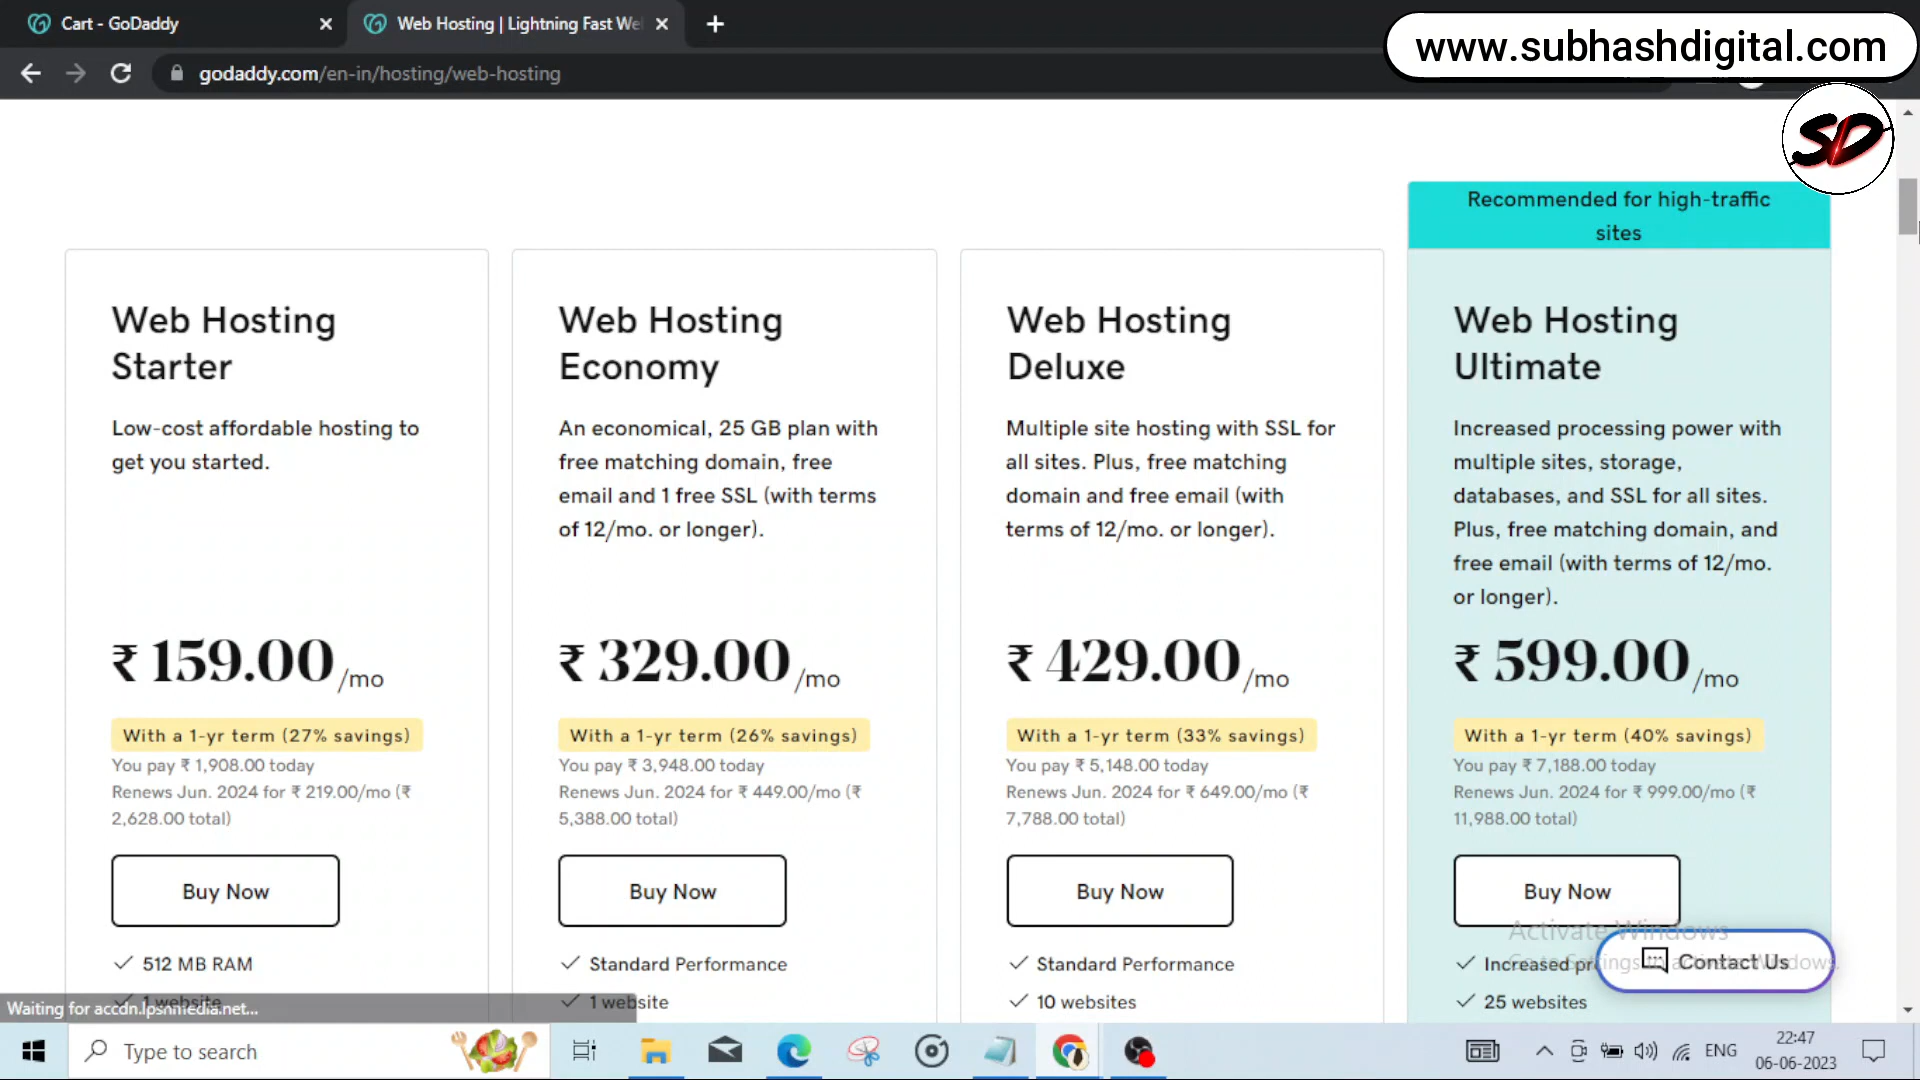 Cart - GoDaddy
Web Hosting | Lightning Fast We
www.subhashdigital.com
godaddy.com/en-in/hosting/web-hosting
SD
Recommended for high-traffic
sites
Web Hosting
Starter
Low-cost affordable hosting to
get you started.
₹ 159.00/mo
With a 1-yr term (27% savings)
You pay ₹ 1,908.00 today
Renews Jun. 2024 for ₹ 219.00/mo (₹
2,628.00 total)
Buy Now
512 MB RAM
1 website
Web Hosting
Economy
An economical, 25 GB plan with
free matching domain, free
email and 1 free SSL (with terms
of 12/mo. or longer).
₹ 329.00/mo
With a 1-yr term (26% savings)
You pay ₹ 3,948.00 today
Renews Jun. 2024 for ₹ 449.00/mo (₹
5,388.00 total)
Buy Now
Standard Performance
1 website
Web Hosting
Deluxe
Multiple site hosting with SSL for
all sites. Plus, free matching
domain and free email (with
terms of 12/mo. or longer).
₹ 429.00/mo
With a 1-yr term (33% savings)
You pay ₹ 5,148.00 today
Renews Jun. 2024 for ₹ 649.00/mo (₹
7,788.00 total)
Buy Now
Standard Performance
10 websites
Web Hosting
Ultimate
Increased processing power with
multiple sites, storage,
databases, and SSL for all sites.
Plus, free matching domain, and
free email (with terms of 12/mo.
or longer).
₹ 599.00/mo
With a 1-yr term (40% savings)
You pay ₹ 7,188.00 today
Renews Jun. 2024 for ₹ 999.00/mo (₹
11,988.00 total)
Buy Now
Activate Windows
Go to Settings to activate Windows.
Contact Us
Increased pr
25 websites
Waiting for accdn.lpsnmedia.net...
Type to search
ENG
22:47
06-06-2023